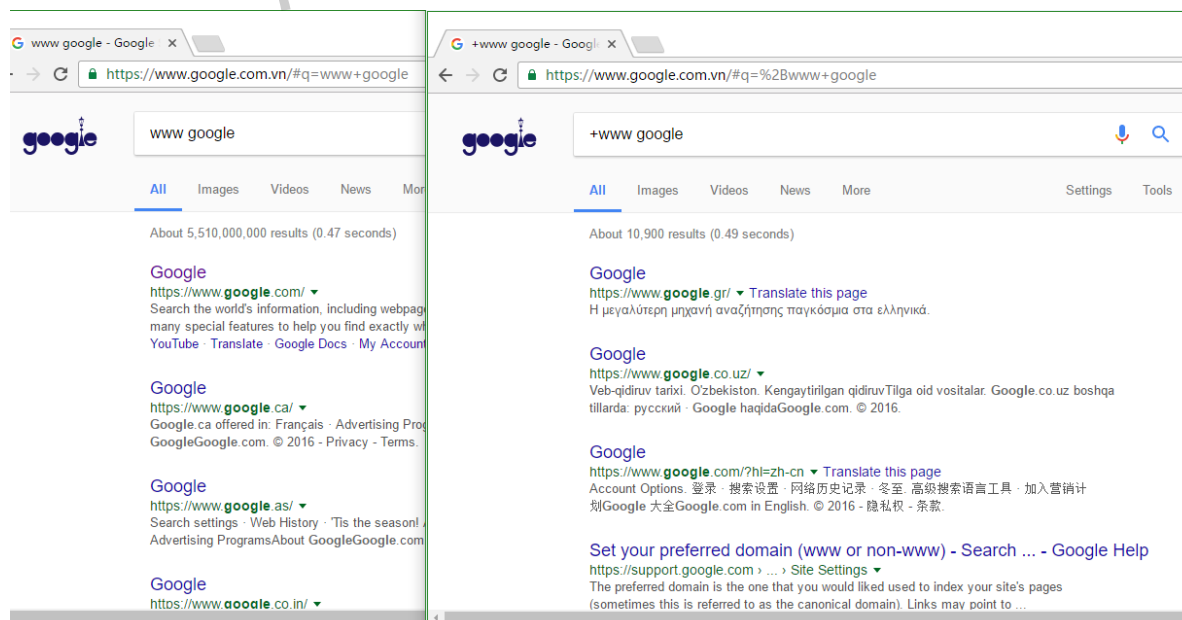 www google - Google
https://www.google.com.vn/#q=www+google
google
www google
All Images Videos News Mor
About 5,510,000,000 results (0.47 seconds)
Google
https://www.google.com/
Search the world's information, including webpag
many special features to help you find exactly wh
YouTube · Translate · Google Docs · My Account
Google
https://www.google.ca/
Google.ca offered in: Français · Advertising Prog
GoogleGoogle.com. © 2016 - Privacy - Terms.
Google
https://www.google.as/
Search settings · Web History · 'Tis the season! A
Advertising ProgramsAbout GoogleGoogle.com
Google
https://www.google.co.in/
+www google - Googl
https://www.google.com.vn/#q=%2Bwww+google
google
+www google
All Images Videos News More Settings Tools
About 10,900 results (0.49 seconds)
Google
https://www.google.gr/ Translate this page
Η μεγαλύτερη μηχανή αναζήτησης παγκόσμια στα ελληνικά.
Google
https://www.google.co.uz/
Veb-qidiruv tarixi. O'zbekiston. Kengaytirilgan qidiruvTilga oid vositalar. Google.co.uz boshqa
tillarda: русский · Google haqidaGoogle.com. © 2016.
Google
https://www.google.com/?hl=zh-cn Translate this page
Account Options. 登录 · 搜索设置 · 网络历史记录 · 冬至. 高级搜索语言工具 · 加入营销计
划Google 大全Google.com in English. © 2016 - 隐私权 - 条款.
Set your preferred domain (www or non-www) - Search ... - Google Help
https://support.google.com › ... › Site Settings
The preferred domain is the one that you would liked used to index your site's pages
(sometimes this is referred to as the canonical domain). Links may point to ...